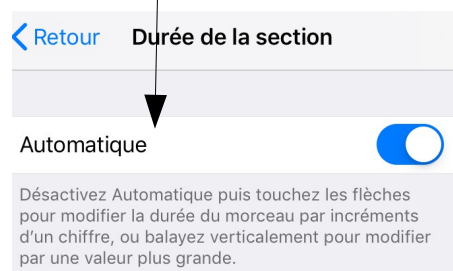 Retour Durée de la section
Automatique
Désactivez Automatique puis touchez les flèches
pour modifier la durée du morceau par incréments
d’un chiffre, ou balayez verticalement pour modifier
par une valeur plus grande.